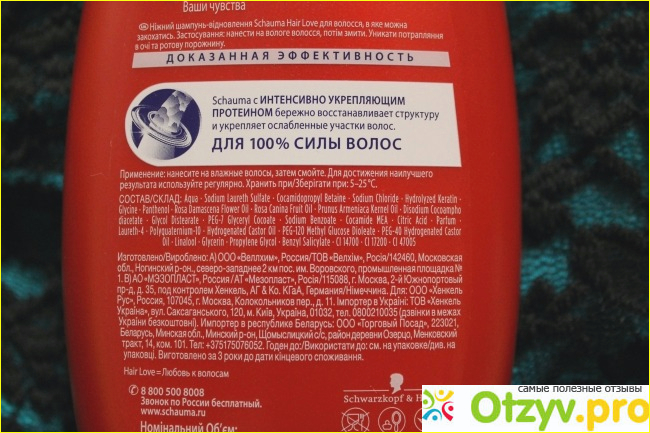 Ваши чувства
Ніжний шампунь-відновлення Schauma Hair Love для волосся, в яке можна
закохатись. Застосування: нанести на вологе волосся, потім змити. Уникати потрапляння
в очі та ротову порожнину.
ДОКАЗАННАЯ ЭФФЕКТИВНОСТЬ
Schauma с ИНТЕНСИВНО УКРЕПЛЯЮЩИМ
ПРОТЕИНОМ бережно восстанавливает структуру
и укрепляет ослабленные участки волос.
ДЛЯ 100% СИЛЫ ВОЛОС
Применение: нанесите на влажные волосы, затем смойте. Для достижения наилучшего
результата используйте регулярно. Хранить при/Зберігати при: 5-25°C.
СОСТАВ/СКЛАД: Aqua · Sodium Laureth Sulfate · Cocamidopropyl Betaine · Sodium Chloride · Hydrolyzed Keratin ·
Glycine · Panthenol · Rosa Damascena Flower Oil · Rosa Canina Fruit Oil · Prunus Armeniaca Kernel Oil · Disodium Cocoampho
diacetate · Glycol Distearate · PEG-7 Glyceryl Cocoate · Sodium Benzoate · Cocamide MEA · Citric Acid · Parfum ·
Laureth-4 · Polyquaternium-10 · Hydrogenated Castor Oil · PEG-120 Methyl Glucose Dioleate · PEG-40 Hydrogenated Castor
Oil · Linalool · Glycerin · Propylene Glycol · Benzyl Salicylate · CI 14700 · CI 17200 · CI 47005
Изготовлено/Вироблено: А) ООО «Веллхим», Россия/ТОВ «Велхім», Росія/142460, Московская
обл., Ногинский р-он., северо-западнее 2 км пос. им. Воровского, промышленная площадка №
1. В) АО «МЭЗОПЛАСТ», Россия/АТ «Мезопласт», Росія/115088, г. Москва, 2-й Южнопортовый
пр-д, д. 35, под контролем Хенкель, АГ & Ко. КГаА, Германия/Німеччина. Для: ООО «Хенкель
Рус», Россия, 107045, г. Москва, Колокольников пер., д. 11. Імпортер в Україні: ТОВ «Хенкель
Україна», вул. Саксаганського, 120, м. Київ, Україна, 01032, тел. 0800210035 (дзвінки в межах
України безкоштовні). Импортер в республике Беларусь: ООО "Торговый Посад", 223021,
Беларусь, Минская обл., Минский р-он, Щомыслицкий с/с, район деревни Озерцо, Меньковский
тракт, 14, ком. 101. Тел: +375175076052. Дата изготовления/Використати до: см. на упаковке/див. на
упаковці. Виготовлено за 3 роки до дати кінцевого споживання.
Hair Love=Любовь к волосам
8 800 500 8008
Звонок по России бесплатный.
www.schauma.ru
Номінальний Об'єм:
Schwarzkopf & H
самые полезные отзывы
Otzyv.pro